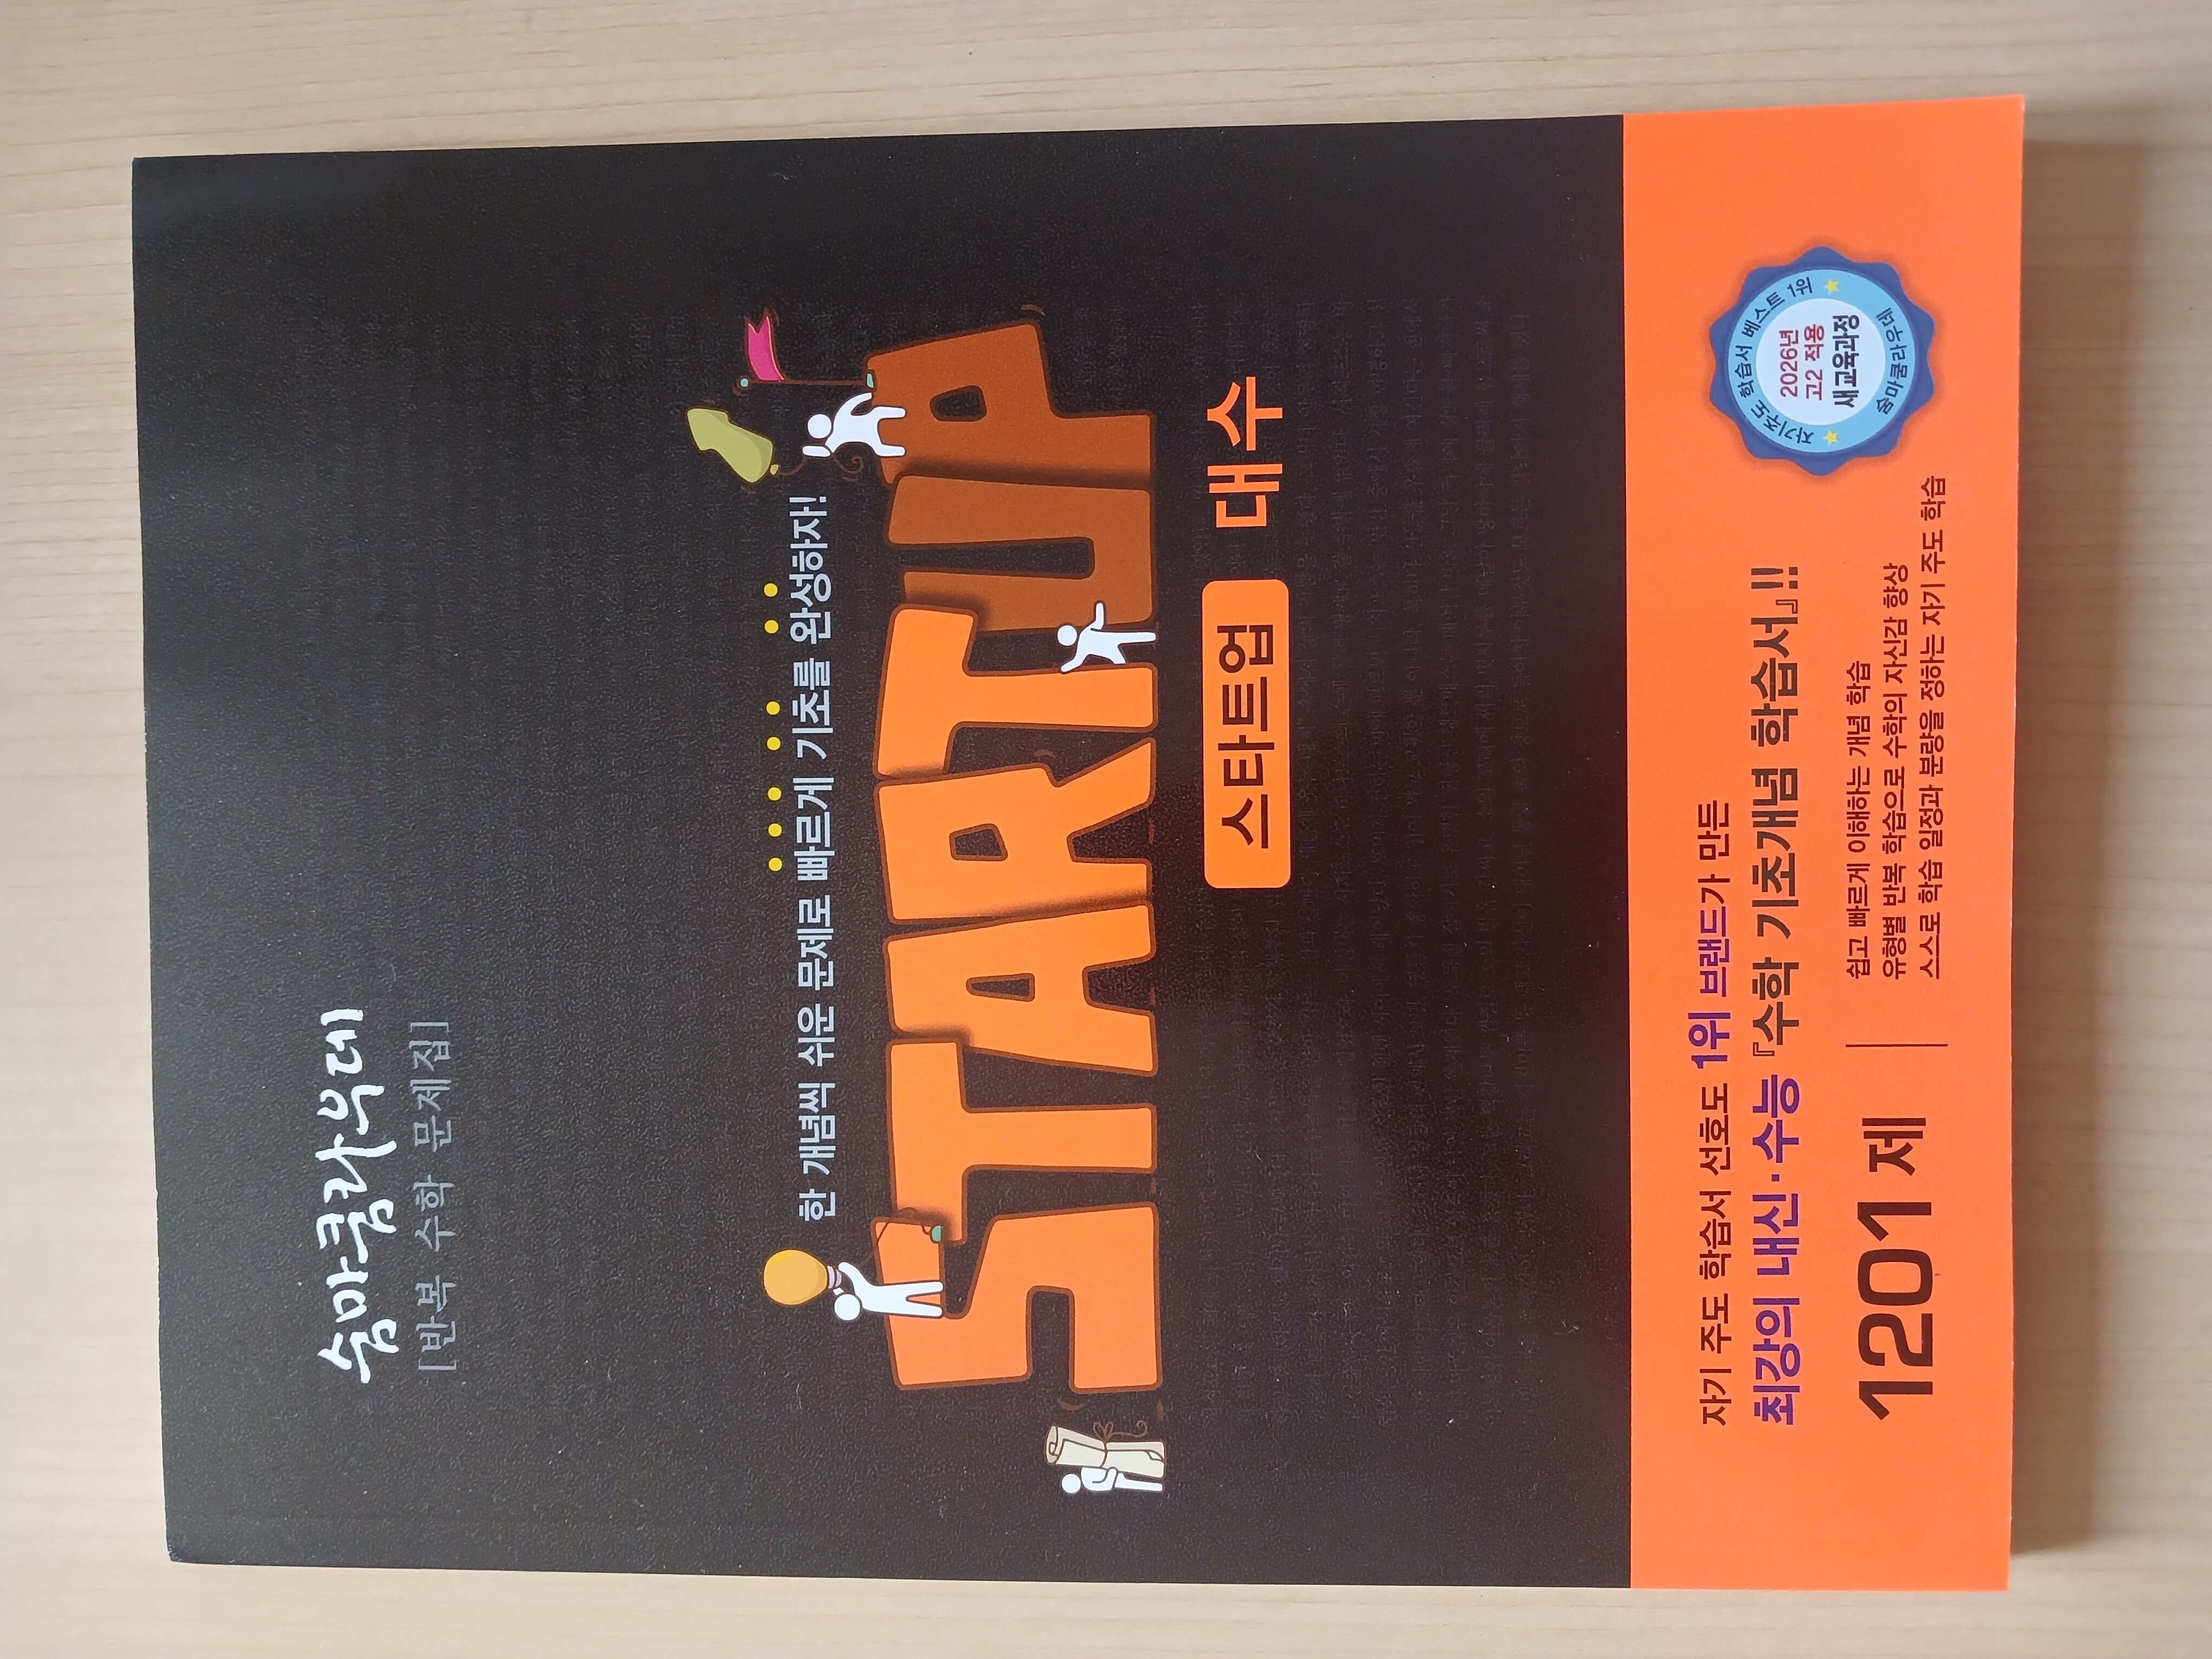 숨마쿰라우데
[반복 수학 문제집]
한 개념씩 쉬운 문제로 빠르게 기초를 완성하자!
START UP
스타트업 대수
자기 주도 학습서 선호도 1위 브랜드가 만든
최강의 내신·수능 『수학 기초개념 학습서』!!
1201제
쉽고 빠르게 이해하는 개념 학습
유형별 반복 학습으로 수학의 자신감 향상
스스로 학습 일정과 분량을 정하는 자기 주도 학습
자기주도 학습서 베스트 1위
2026년
고2 적용
새교육과정
숨마쿰라우데